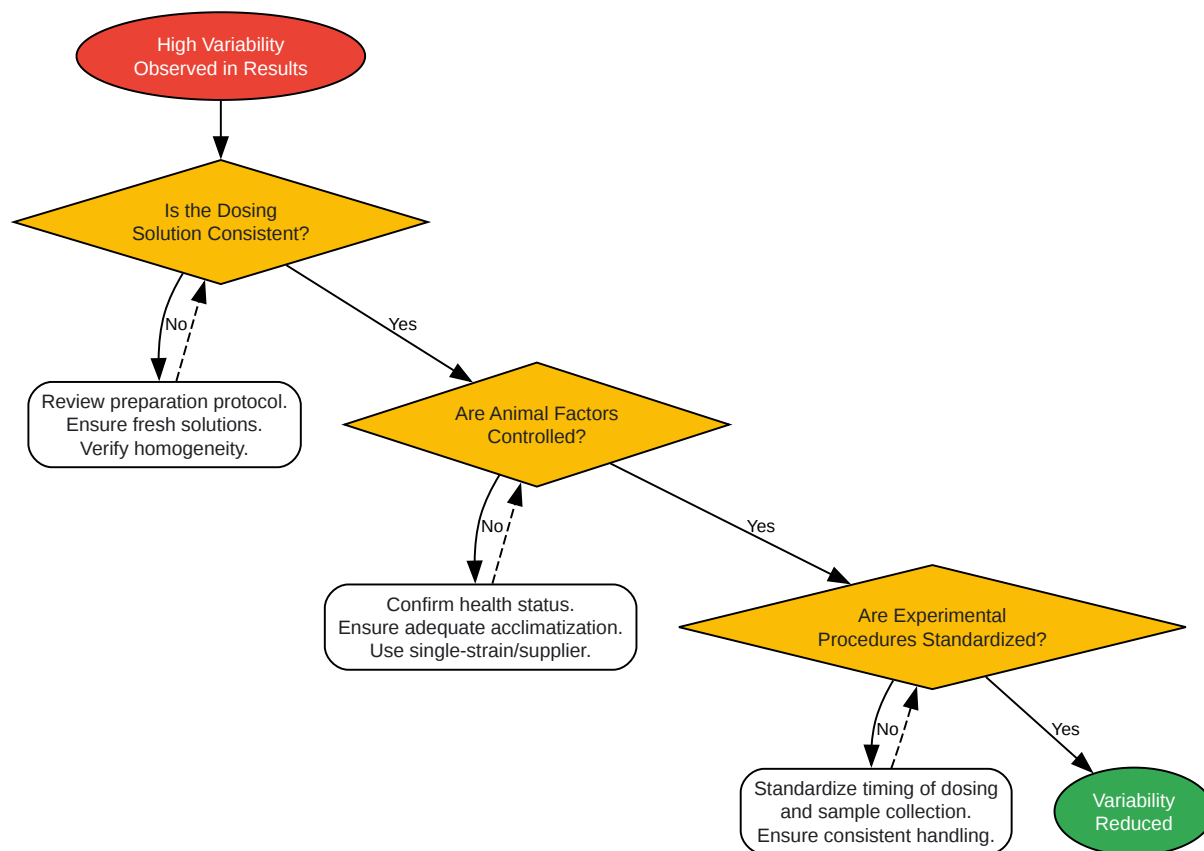 High Variability
Observed in Results
Is the Dosing
Solution Consistent?
No
Yes
Review preparation protocol.
Ensure fresh solutions.
Verify homogeneity.
Are Animal Factors
Controlled?
No
Yes
Confirm health status.
Ensure adequate acclimatization.
Use single-strain/supplier.
Are Experimental
Procedures Standardized?
No
Yes
Standardize timing of dosing
and sample collection.
Ensure consistent handling.
Variability
Reduced